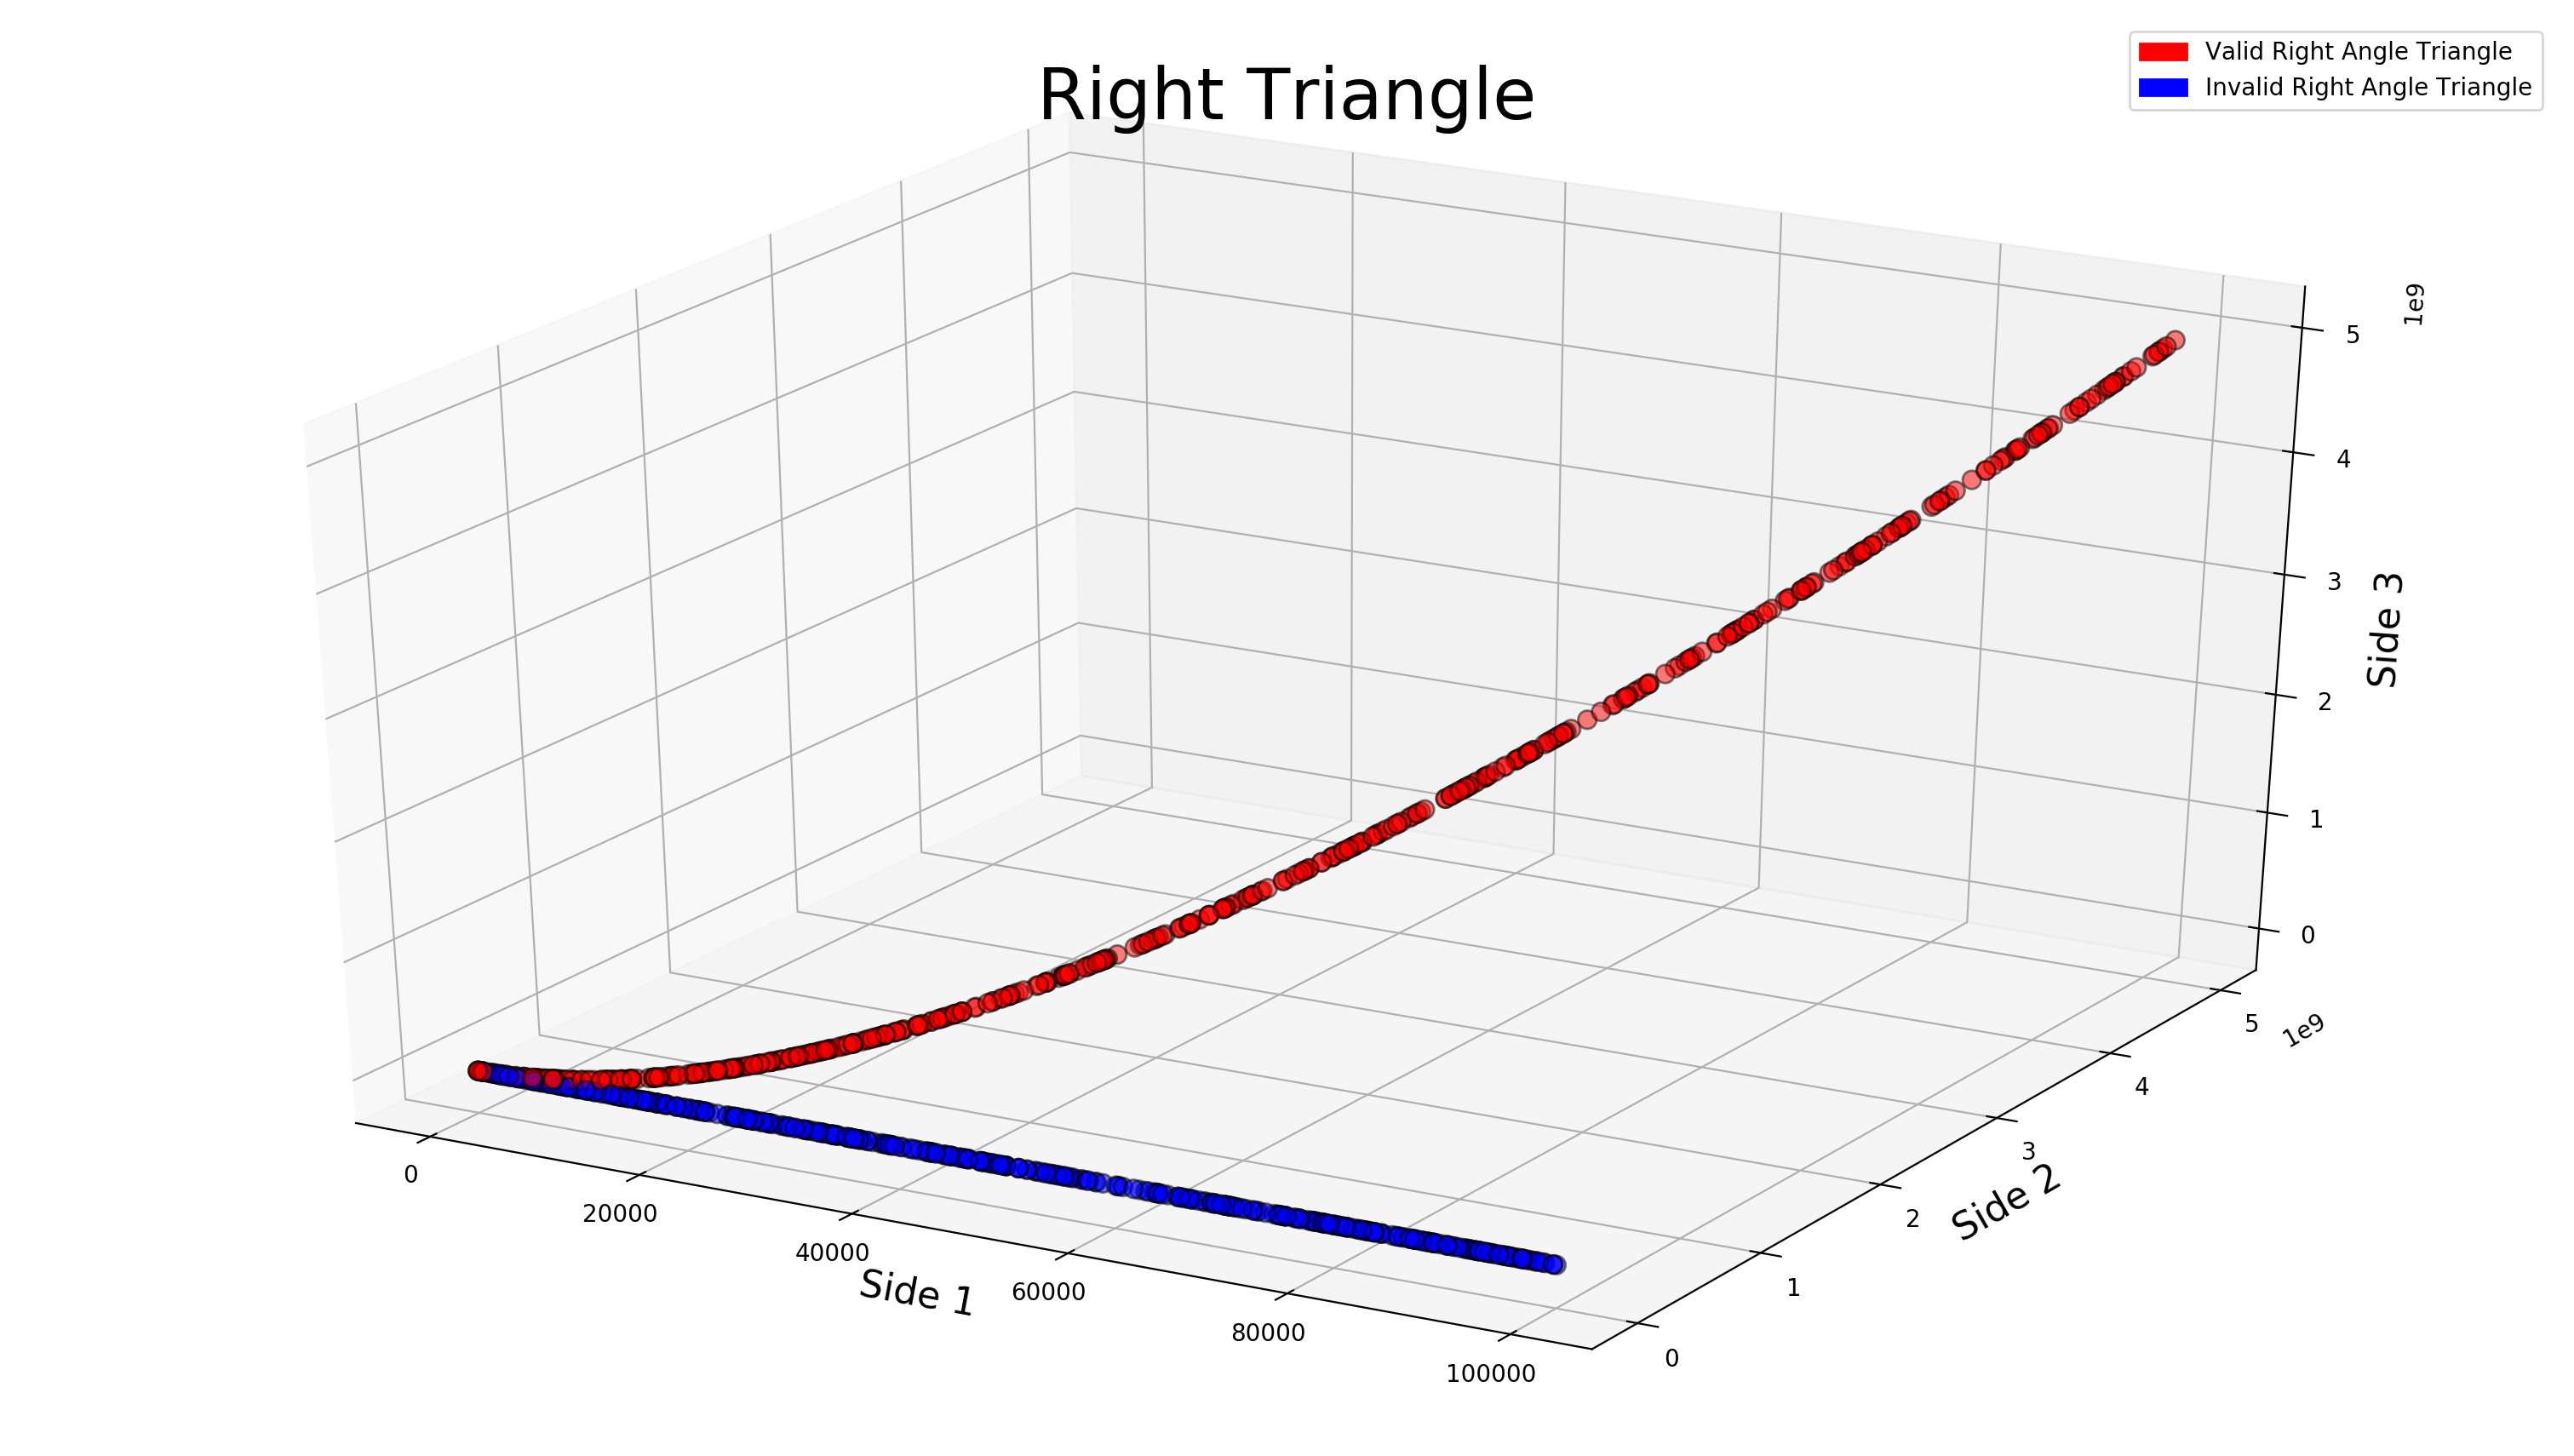 Right Triangle
Valid Right Angle Triangle
Invalid Right Angle Triangle
1e9
5
4
3
2
1
0
Side 3
1e9
5
4
3
2
1
0
Side 2
0
20000
40000
60000
80000
100000
Side 1